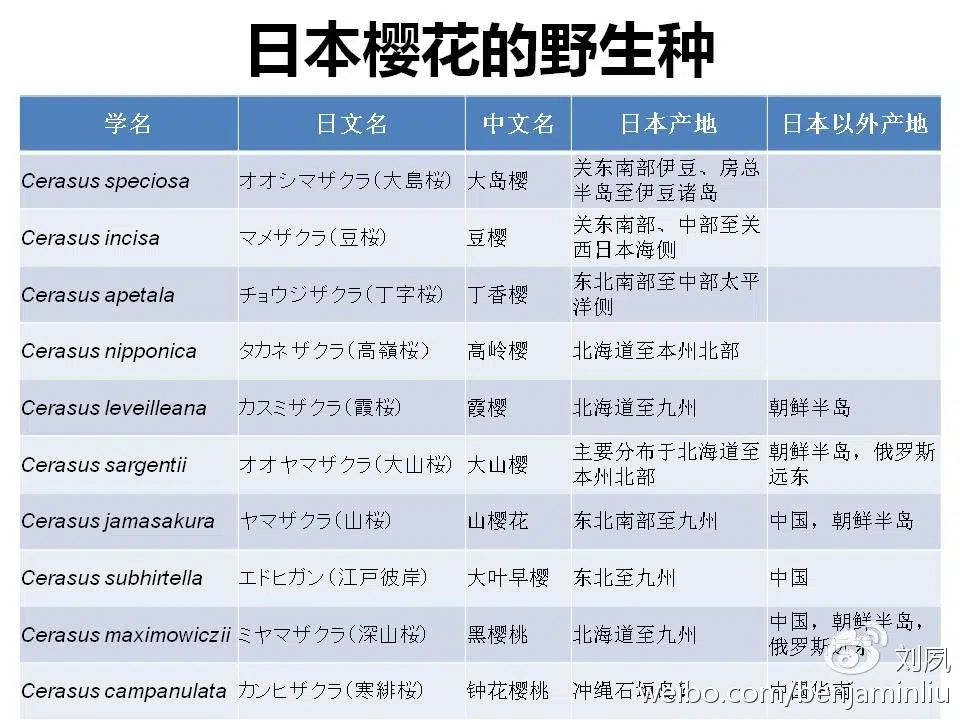 日本樱花的野生种
学名 日文名 中文名 日本产地 日本以外产地
Cerasus speciosa オオシマザクラ(大島桜) 大岛樱 关东南部伊豆、房总
半岛至伊豆诸岛
Cerasus incisa マメザクラ(豆桜) 豆樱 关东南部、中部至关
西日本海侧
Cerasus apetala チョウジザクラ(丁字桜) 丁香樱 东北南部至中部太平
洋侧
Cerasus nipponica タカネザクラ(高嶺桜) 高岭樱 北海道至本州北部
Cerasus leveilleana カスミザクラ(霞桜) 霞樱 北海道至九州 朝鲜半岛
Cerasus sargentii オオヤマザクラ(大山桜) 大山樱 主要分布于北海道至 朝鲜半岛，俄罗斯
本州北部 远东
Cerasus jamasakura ヤマザクラ(山桜) 山樱花 东北南部至九州 中国，朝鲜半岛
Cerasus subhirtella エドヒガン(江戸彼岸) 大叶早樱 东北至九州 中国
Cerasus maximowiczii ミヤマザクラ(深山桜) 黑樱桃 北海道至九州 中国，朝鲜半岛，
俄罗斯远东
Cerasus campanulata カンヒザクラ(寒緋桜) 钟花樱桃 冲绳石垣岛 中国华南
刘夙
weibo.com/benjaminliu